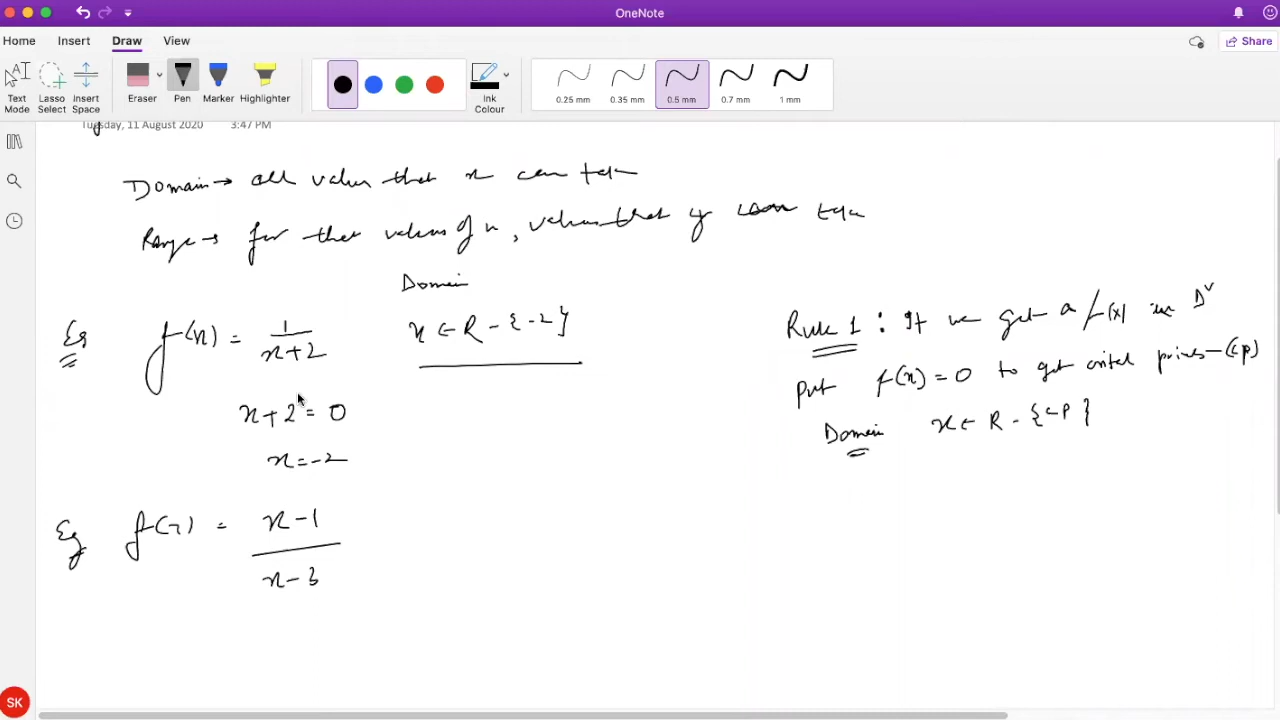 OneNote
Home Insert Draw View Share
Text Mode Lasso Select Insert Space Eraser Pen Marker Highlighter Ink Colour 0.25 mm 0.35 mm 0.5 mm 0.7 mm 1 mm
Tuesday, 11 August 2020 3:47 PM
Domain → all value that x can take
Range → for that values of x, values that y can take
Domain
Eg f(x) = 1/x+2 x ∈ R - {-2}
x+2 = 0
x = -2
Eg f(x) = x-1/x-3
Rule 1 : If we get a f(x) in Dr
put f(x) = 0 to get critical points - (cp)
Domain x ∈ R - {CP}
SK